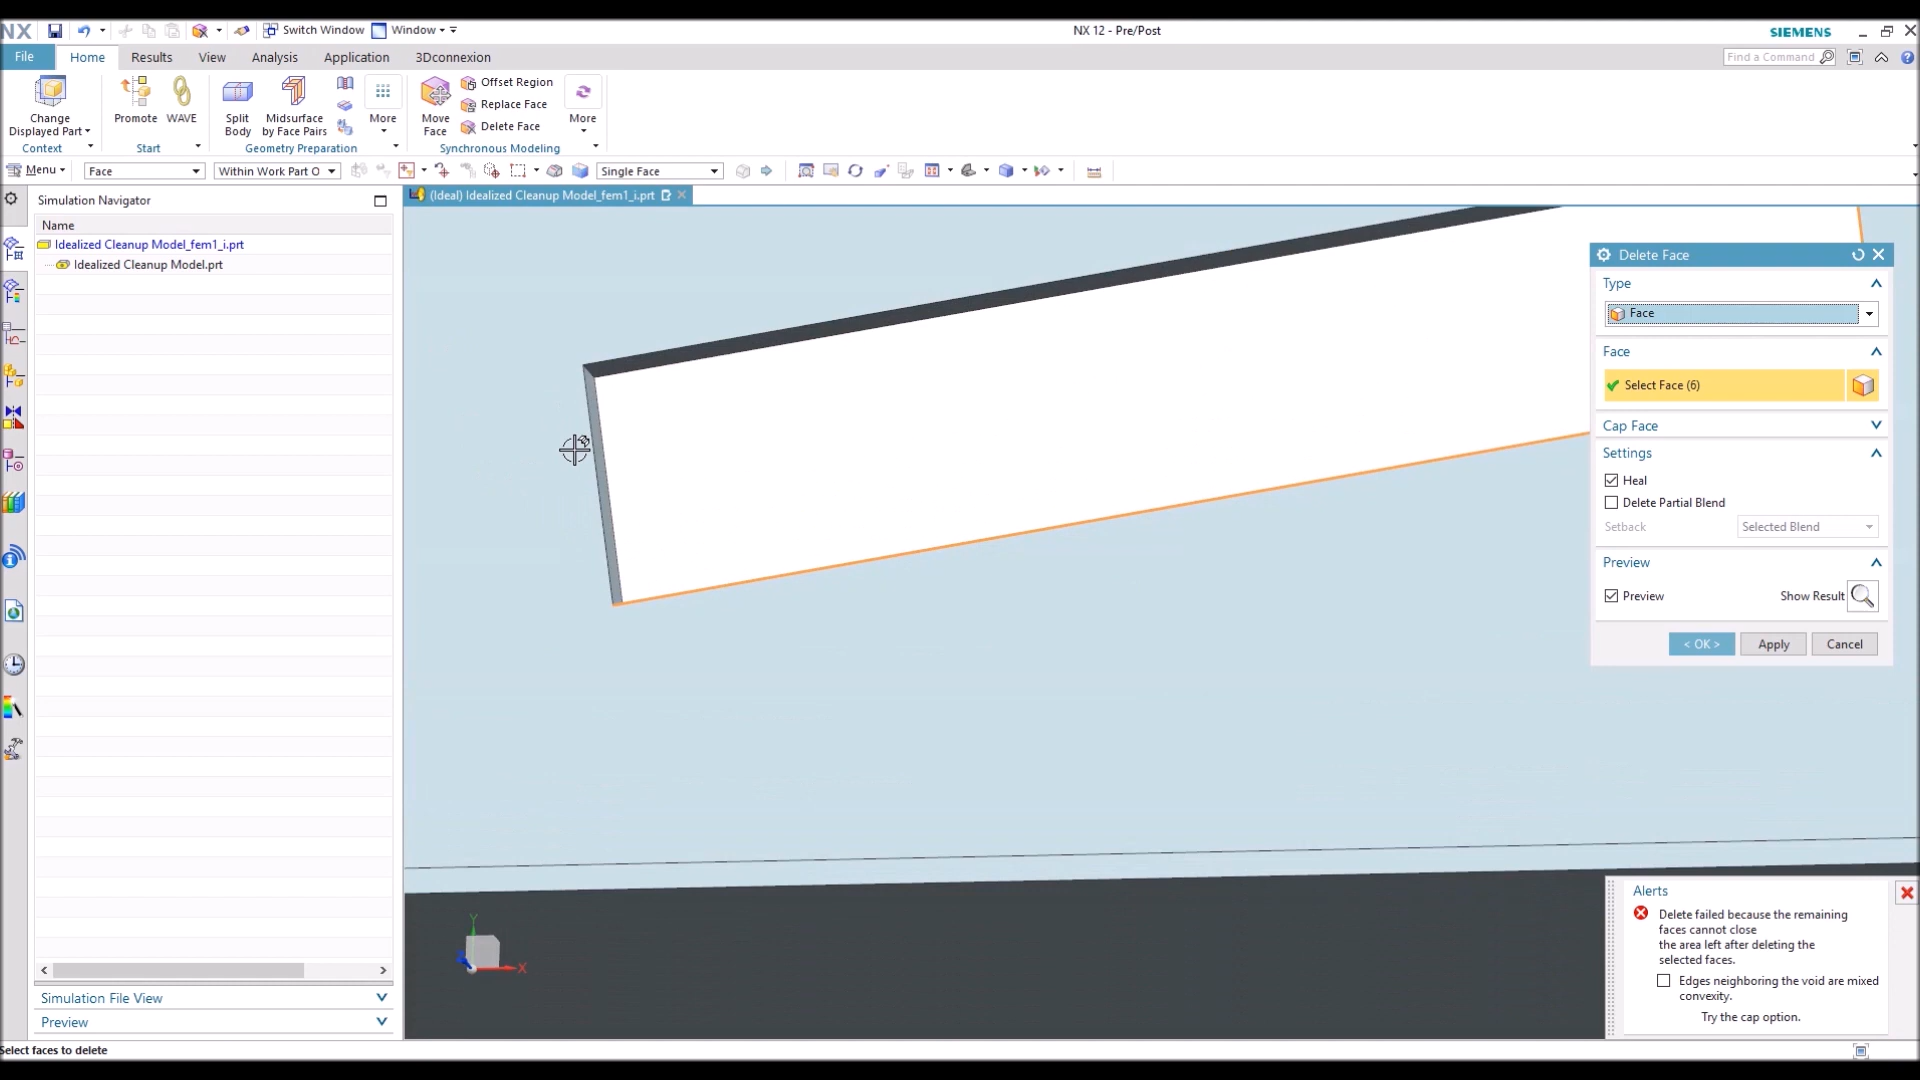 NX
Switch Window
Window
NX 12 - Pre/Post
SIEMENS
File
Home
Results
View
Analysis
Application
3Dconnexion
Find a Command
Change
Displayed Part
Promote
WAVE
Split
Body
Midsurface
by Face Pairs
More
Move
Face
Offset Region
Replace Face
Delete Face
More
Context
Start
Geometry Preparation
Synchronous Modeling
Menu
Face
Within Work Part O
Single Face
Simulation Navigator
(Ideal) Idealized Cleanup Model_fem1_i.prt
Name
Idealized Cleanup Model_fem1_i.prt
Idealized Cleanup Model.prt
Delete Face
Type
Face
Face
Select Face (6)
Cap Face
Settings
Heal
Delete Partial Blend
Setback
Selected Blend
Preview
Preview
Show Result
< OK >
Apply
Cancel
Y
X
Alerts
Delete failed because the remaining
faces cannot close
the area left after deleting the
selected faces.
Edges neighboring the void are mixed
convexity.
Try the cap option.
Simulation File View
Preview
Select faces to delete